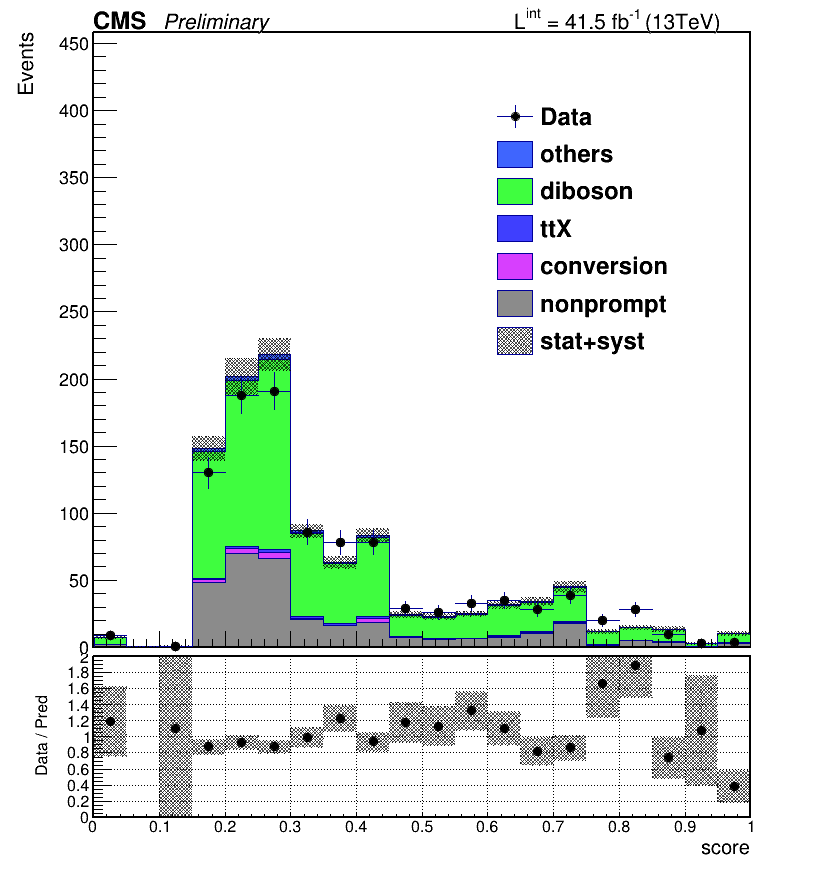 CMS Preliminary L^int = 41.5 fb^-1 (13TeV)
Events
450
400
350
300
250
200
150
100
50
0
Data
others
diboson
ttX
conversion
nonprompt
stat+syst
Data / Pred
2
1.8
1.6
1.4
1.2
1
0.8
0.6
0.4
0.2
0
0 0.1 0.2 0.3 0.4 0.5 0.6 0.7 0.8 0.9 1
score